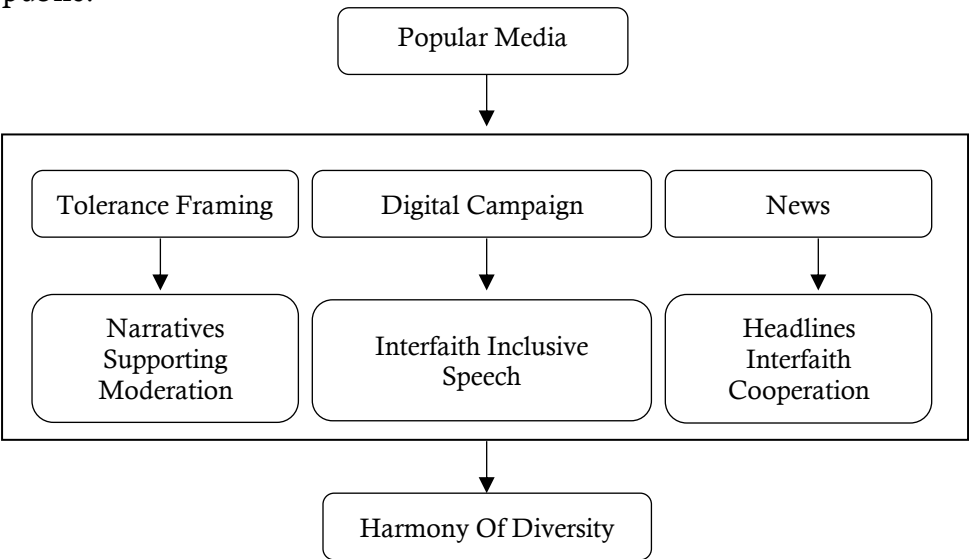 public.
Popular Media
Tolerance Framing
Digital Campaign
News
Narratives
Supporting
Moderation
Interfaith Inclusive
Speech
Headlines
Interfaith
Cooperation
Harmony Of Diversity